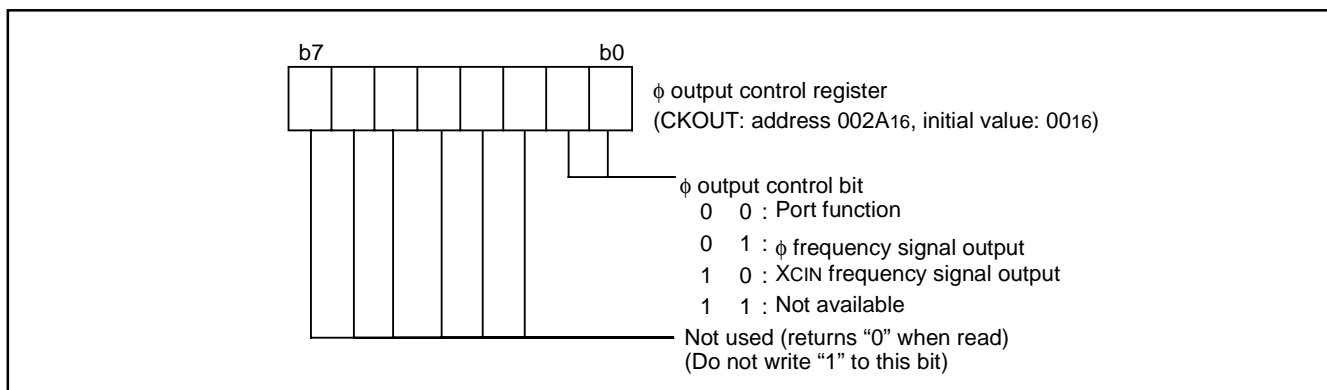 b7 b0
φ output control register
(CKOUT: address 002A16, initial value: 0016)
φ output control bit
0 0 : Port function
0 1 : φ frequency signal output
1 0 : XCIN frequency signal output
1 1 : Not available
Not used (returns “0” when read)
(Do not write “1” to this bit)